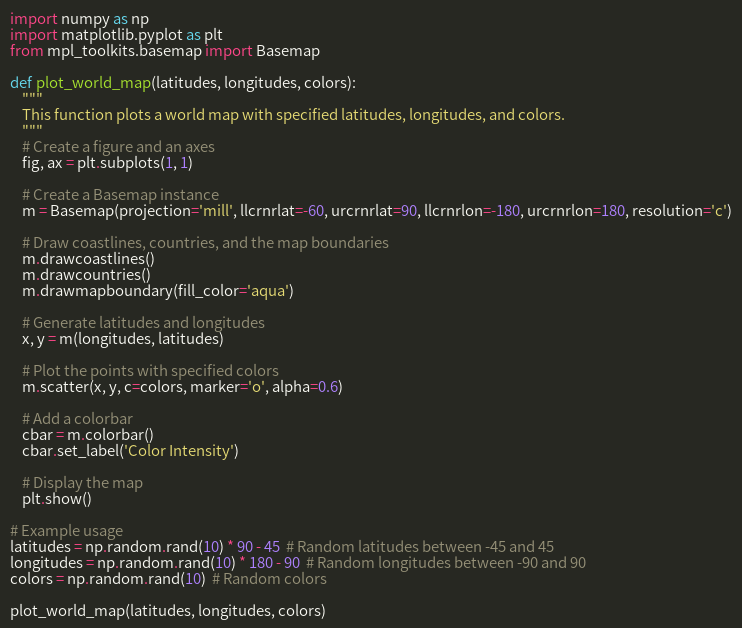 import numpy as np
import matplotlib.pyplot as plt
from mpl_toolkits.basemap import Basemap

def plot_world_map(latitudes, longitudes, colors):
    """
    This function plots a world map with specified latitudes, longitudes, and colors.
    """
    # Create a figure and an axes
    fig, ax = plt.subplots(1, 1)

    # Create a Basemap instance
    m = Basemap(projection='mill', llcrnrlat=-60, urcrnrlat=90, llcrnrlon=-180, urcrnrlon=180, resolution='c')

    # Draw coastlines, countries, and the map boundaries
    m.drawcoastlines()
    m.drawcountries()
    m.drawmapboundary(fill_color='aqua')

    # Generate latitudes and longitudes
    x, y = m(longitudes, latitudes)

    # Plot the points with specified colors
    m.scatter(x, y, c=colors, marker='o', alpha=0.6)

    # Add a colorbar
    cbar = m.colorbar()
    cbar.set_label('Color Intensity')

    # Display the map
    plt.show()

# Example usage
latitudes = np.random.rand(10) * 90 - 45  # Random latitudes between -45 and 45
longitudes = np.random.rand(10) * 180 - 90  # Random longitudes between -90 and 90
colors = np.random.rand(10)  # Random colors

plot_world_map(latitudes, longitudes, colors)